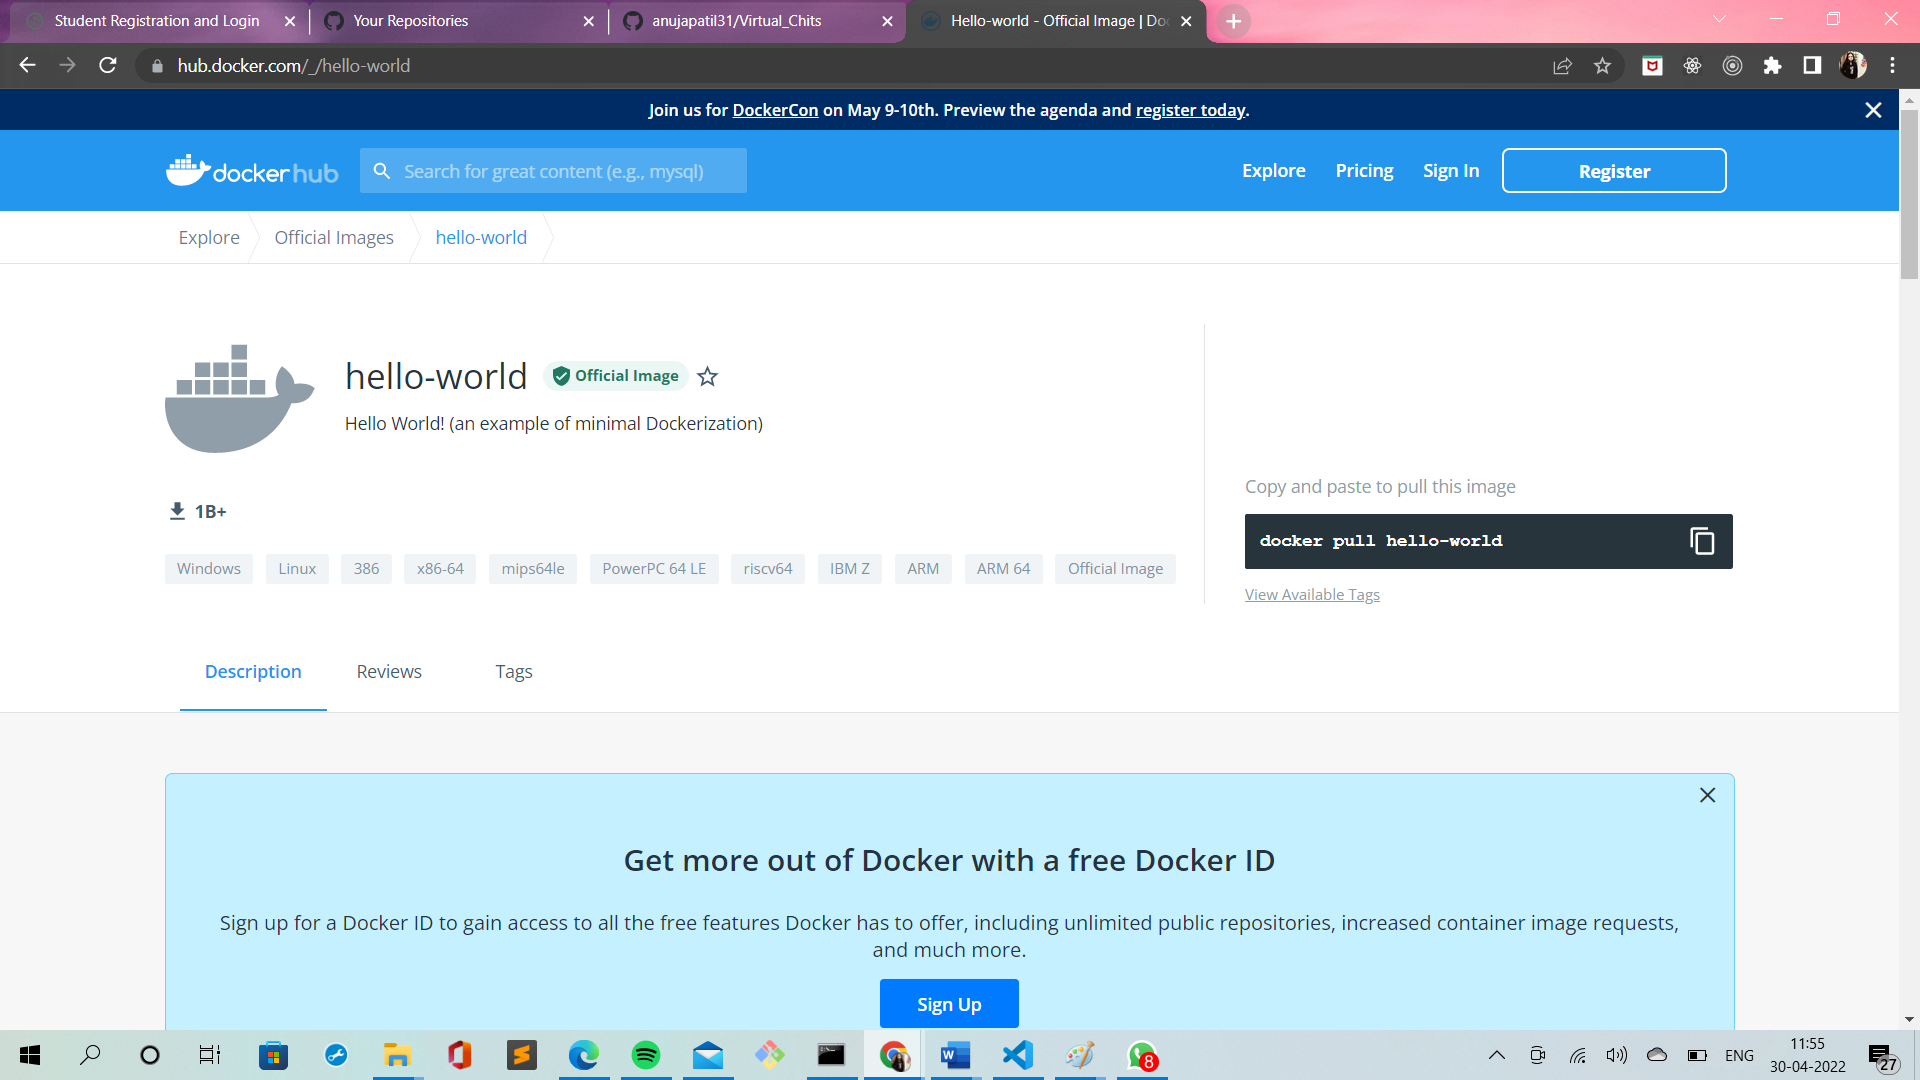 Student Registration and Login
Your Repositories
anujapatil31/Virtual_Chits
Hello-world - Official Image | Doc
hub.docker.com/_/hello-world
Join us for DockerCon on May 9-10th. Preview the agenda and register today.
dockerhub
Search for great content (e.g., mysql)
Explore
Pricing
Sign In
Register
Explore
Official Images
hello-world
hello-world
Official Image
Hello World! (an example of minimal Dockerization)
1B+
Windows
Linux
386
x86-64
mips64le
PowerPC 64 LE
riscv64
IBM Z
ARM
ARM 64
Official Image
Copy and paste to pull this image
docker pull hello-world
View Available Tags
Description
Reviews
Tags
Get more out of Docker with a free Docker ID
Sign up for a Docker ID to gain access to all the free features Docker has to offer, including unlimited public repositories, increased container image requests,
and much more.
Sign Up
8
ENG
11:55
30-04-2022
27